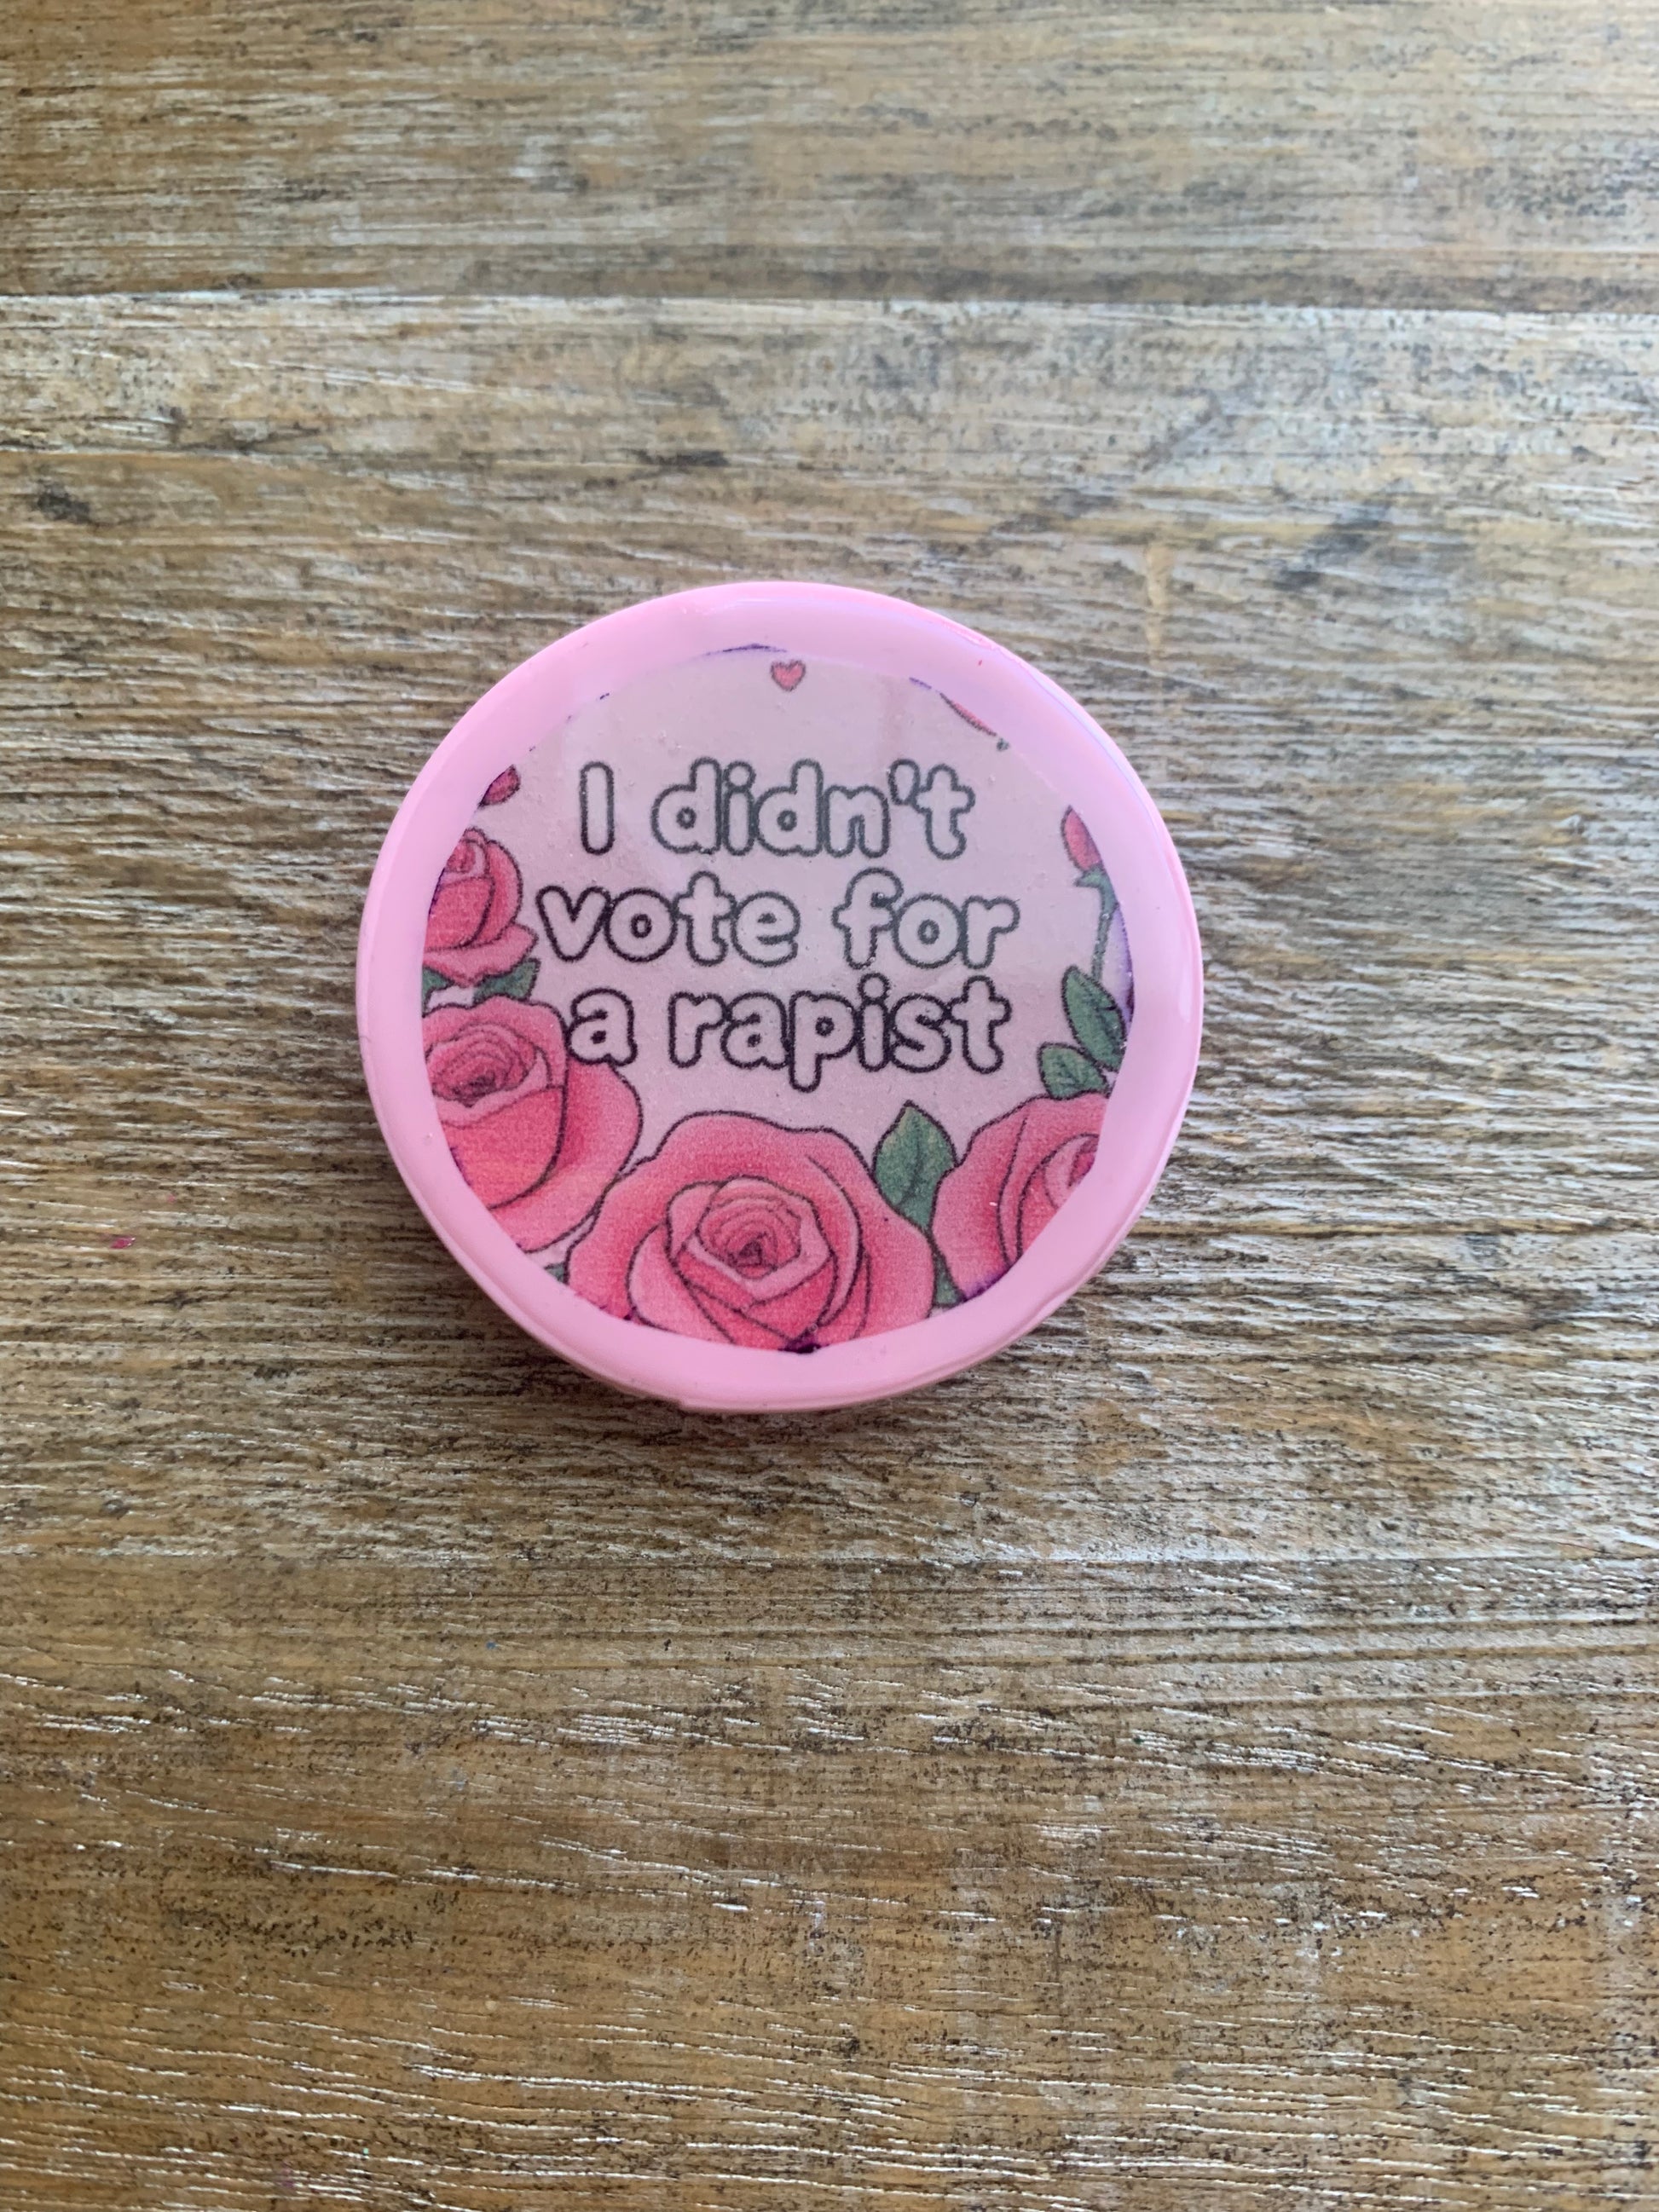 I didn't
vote for
a rapist